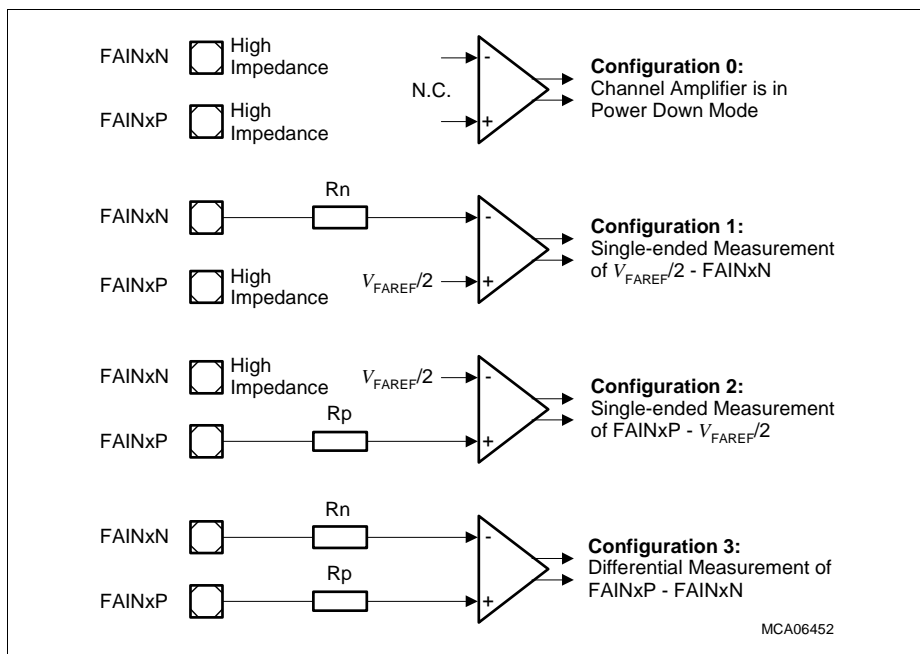 FAINxN
High
Impedance
-
N.C.
FAINxP
High
Impedance
+
Configuration 0:
Channel Amplifier is in
Power Down Mode
FAINxN
Rn
-
FAINxP
High
Impedance
VFAREF/2
+
Configuration 1:
Single-ended Measurement
of VFAREF/2 - FAINxN
FAINxN
High
Impedance
VFAREF/2
-
FAINxP
Rp
+
Configuration 2:
Single-ended Measurement
of FAINxP - VFAREF/2
FAINxN
Rn
-
FAINxP
Rp
+
Configuration 3:
Differential Measurement of
FAINxP - FAINxN
MCA06452